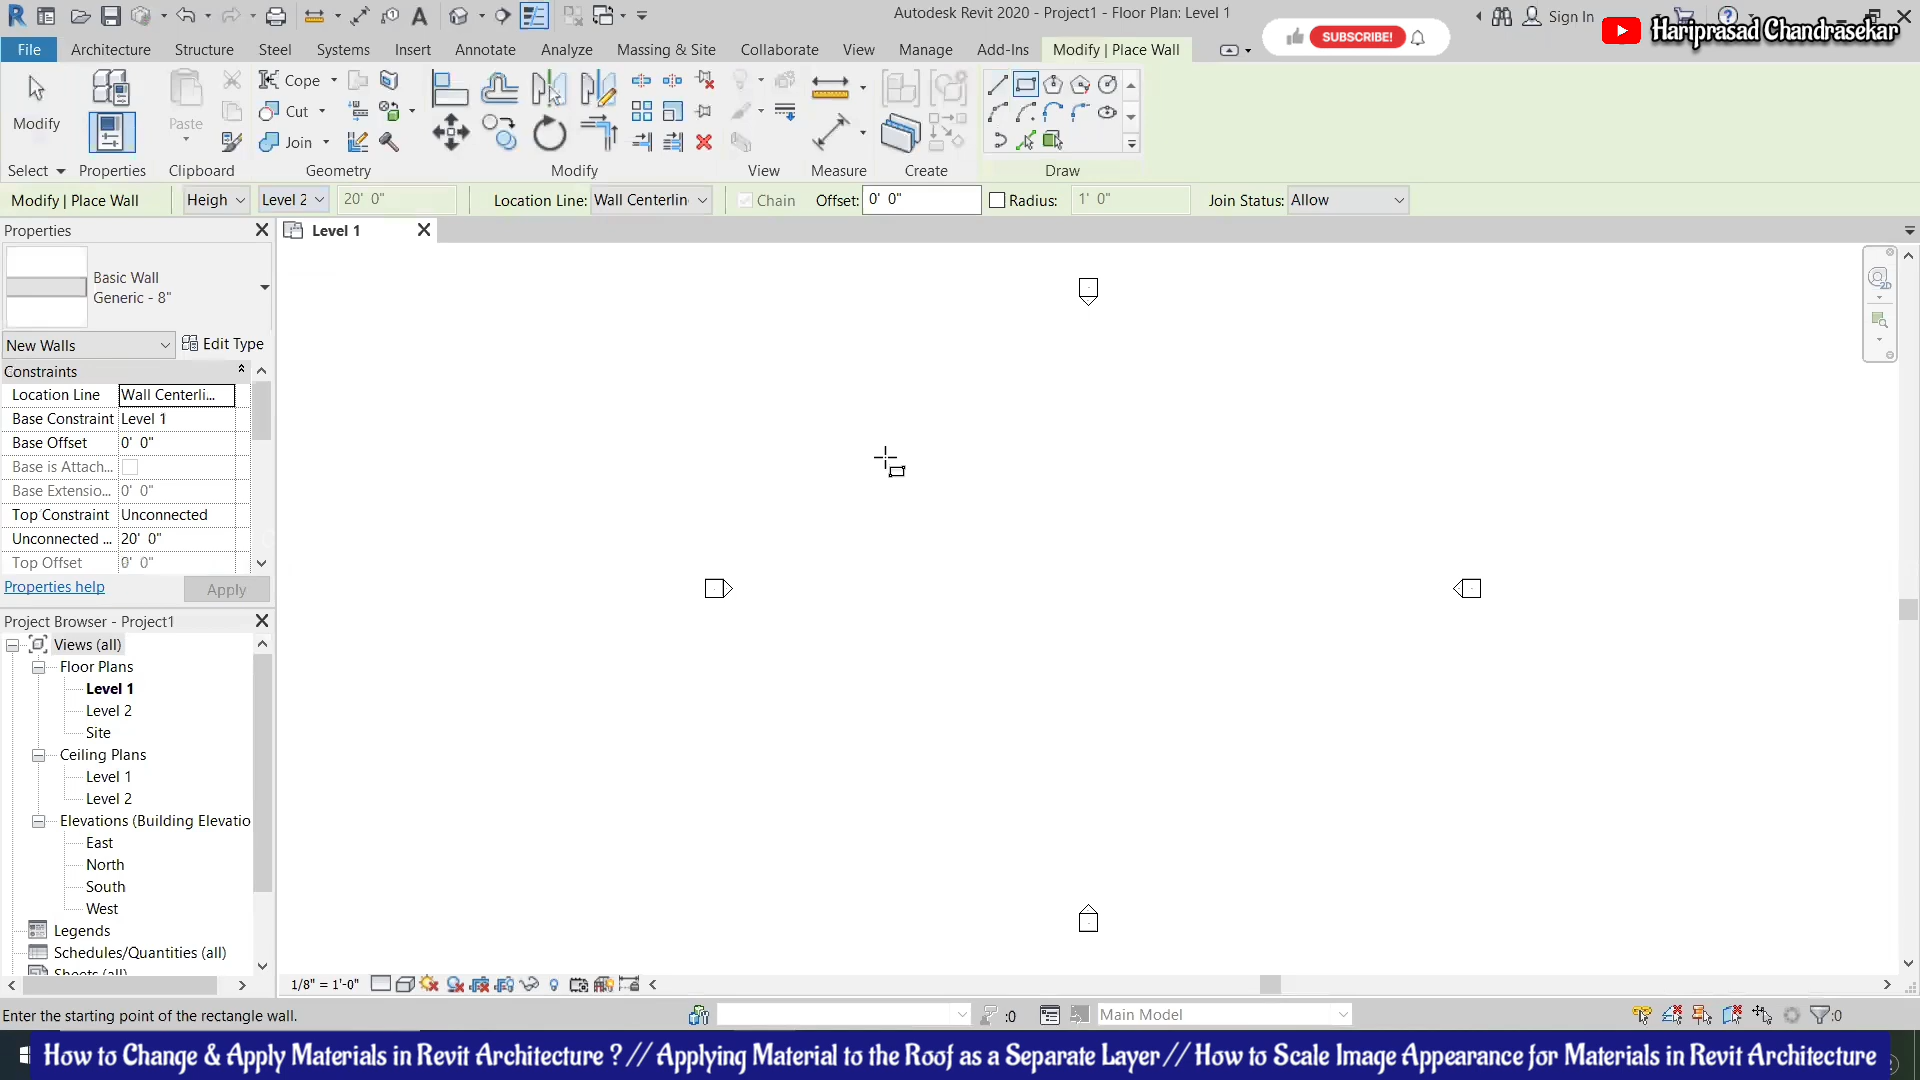 Autodesk Revit 2020 - Project1 - Floor Plan: Level 1
Sign In
SUBSCRIBE!
Hariprasad Chandrasekar
File
Architecture
Structure
Steel
Systems
Insert
Annotate
Analyze
Massing & Site
Collaborate
View
Manage
Add-Ins
Modify | Place Wall
Modify
Paste
Cope
Cut
Join
Select
Properties
Clipboard
Geometry
Modify
View
Measure
Create
Draw
Modify | Place Wall
Heigh
Level 2
20' 0"
Location Line:
Wall Centerlin
Chain
Offset:
0' 0"
Radius:
1' 0"
Join Status:
Allow
Properties
Level 1
Basic Wall
Generic - 8"
New Walls
Edit Type
Constraints
Location Line Wall Centerli...
Base Constraint Level 1
Base Offset 0' 0"
Base is Attach...
Base Extensio... 0' 0"
Top Constraint Unconnected
Unconnected ... 20' 0"
Top Offset 0' 0"
Properties help
Apply
Project Browser - Project1
Views (all)
Floor Plans
Level 1
Level 2
Site
Ceiling Plans
Level 1
Level 2
Elevations (Building Elevatio
East
North
South
West
Legends
Schedules/Quantities (all)
Sheets (all)
1/8" = 1'-0"
2D
Enter the starting point of the rectangle wall.
:0
Main Model
:0
How to Change & Apply Materials in Revit Architecture ? // Applying Material to the Roof as a Separate Layer // How to Scale Image Appearance for Materials in Revit Architecture